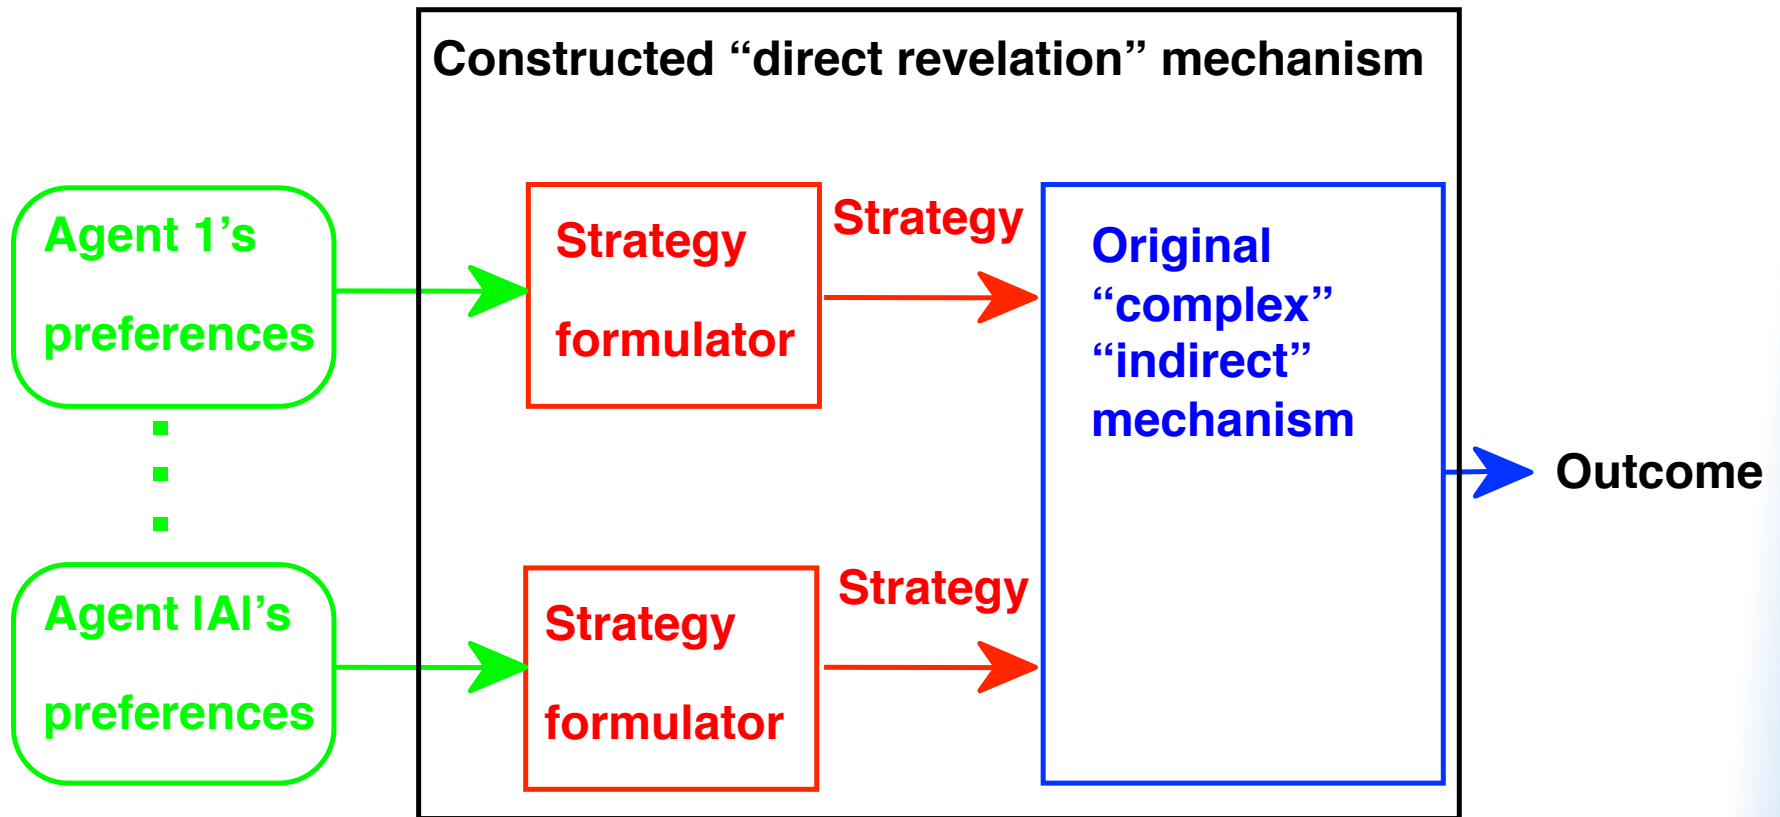 Constructed “direct revelation” mechanism
Agent 1’s
preferences
Strategy
formulator
Strategy
Original
“complex”
“indirect”
mechanism
Outcome
Agent |A|’s
preferences
Strategy
formulator
Strategy